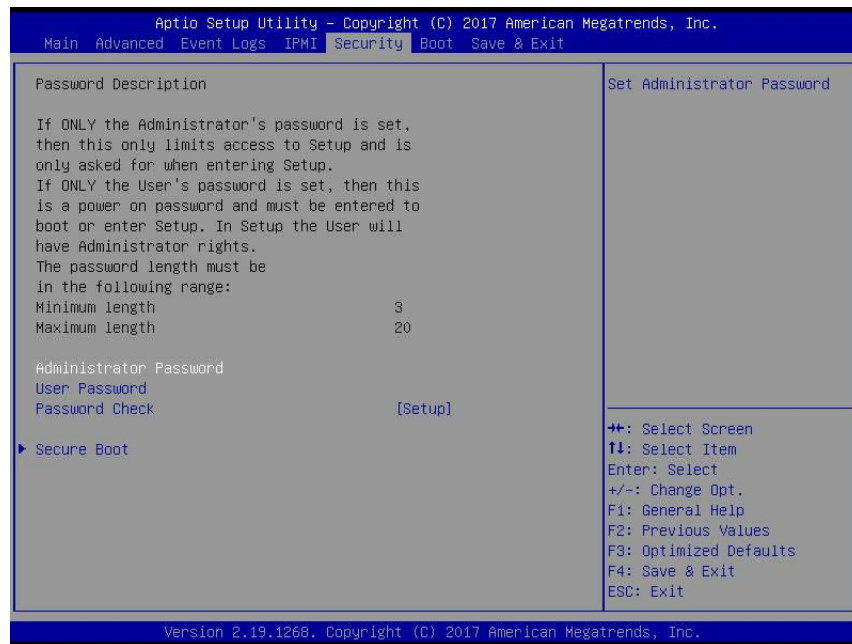 Aptio Setup Utility – Copyright (C) 2017 American Megatrends, Inc.
Main Advanced Event Logs IPMI Security Boot Save & Exit
Password Description
If ONLY the Administrator's password is set,
then this only limits access to Setup and is
only asked for when entering Setup.
If ONLY the User's password is set, then this
is a power on password and must be entered to
boot or enter Setup. In Setup the User will
have Administrator rights.
The password length must be
in the following range:
Minimum length 3
Maximum length 20
Administrator Password
User Password
Password Check [Setup]
▶ Secure Boot
Set Administrator Password
→←: Select Screen
↑↓: Select Item
Enter: Select
+/-: Change Opt.
F1: General Help
F2: Previous Values
F3: Optimized Defaults
F4: Save & Exit
ESC: Exit
Version 2.19.1268. Copyright (C) 2017 American Megatrends, Inc.